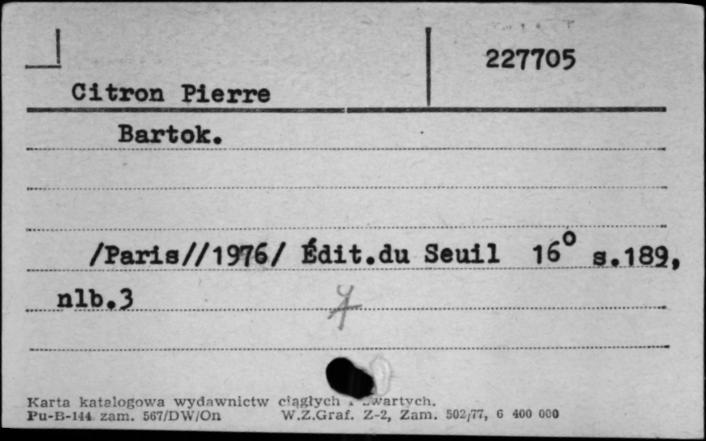 227705
Citron Pierre
Bartok.
/Paris//1976/ Édit.du Seuil 16° s.189,
nlb.3
Karta katalogowa wydawnictw ciągłych i zwartych.
Pu-B-144 zam. 567/DW/On W.Z.Graf. Z-2, Zam. 502/77, 6 400 000